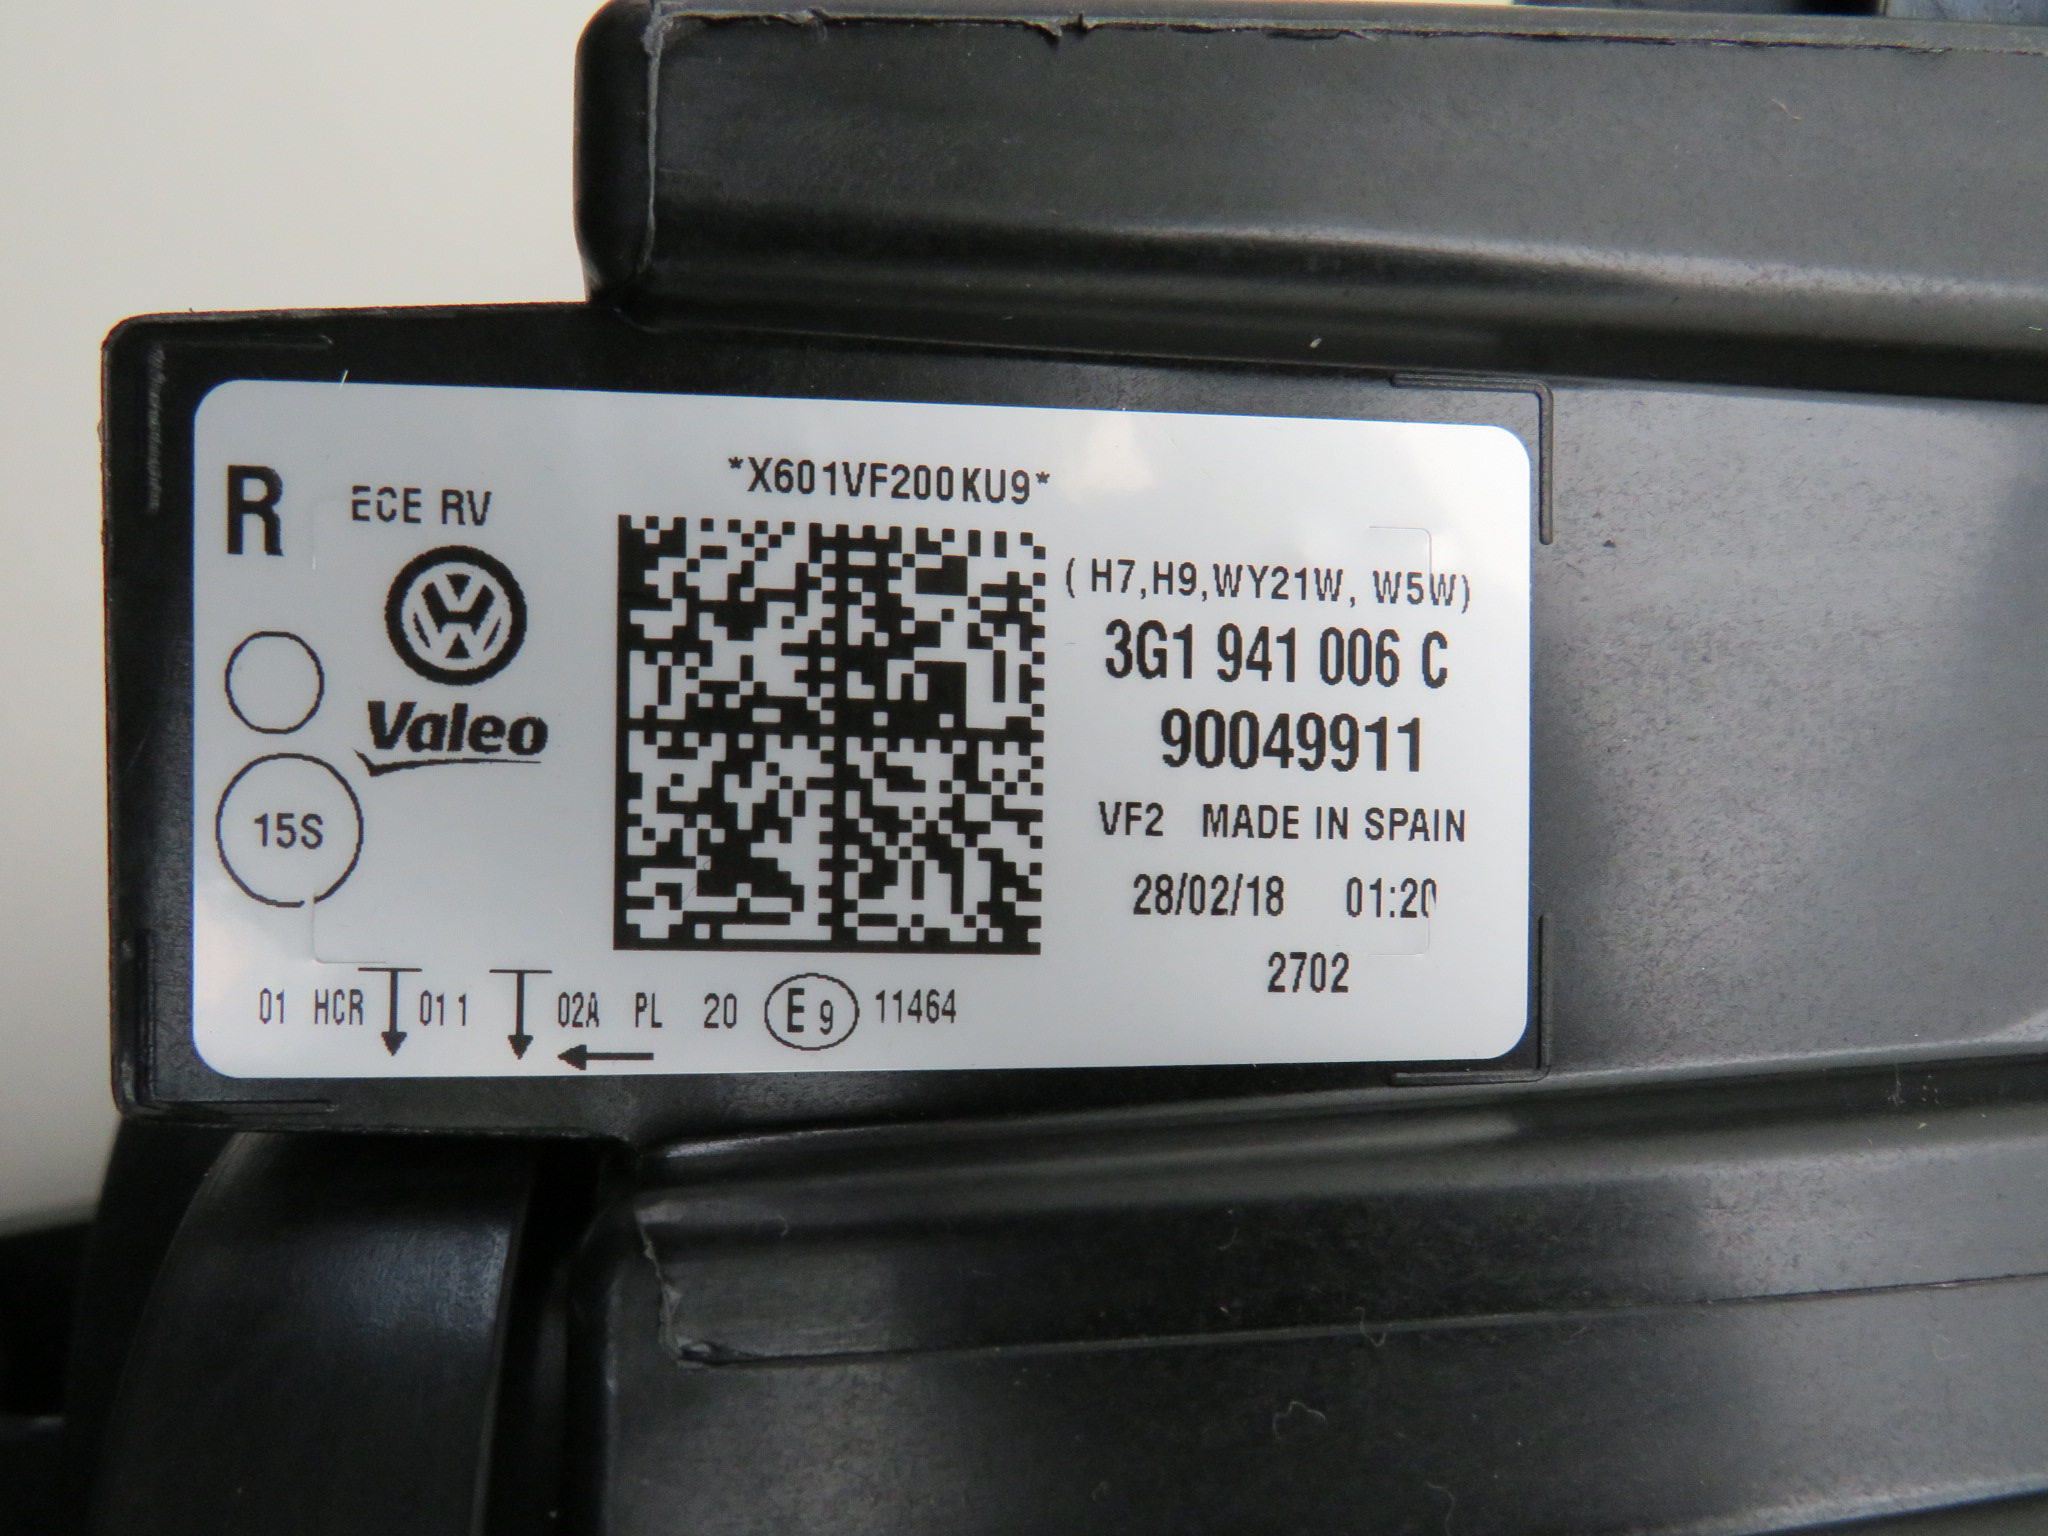 *X601VF200KU9*
R
ECE RV
(H7,H9,WY21W, W5W)
3G1 941 006 C
Valeo
90049911
15S
VF2 MADE IN SPAIN
28/02/18 01:20
2702
01 HCR 01 1 02A PL 20 E9 11464